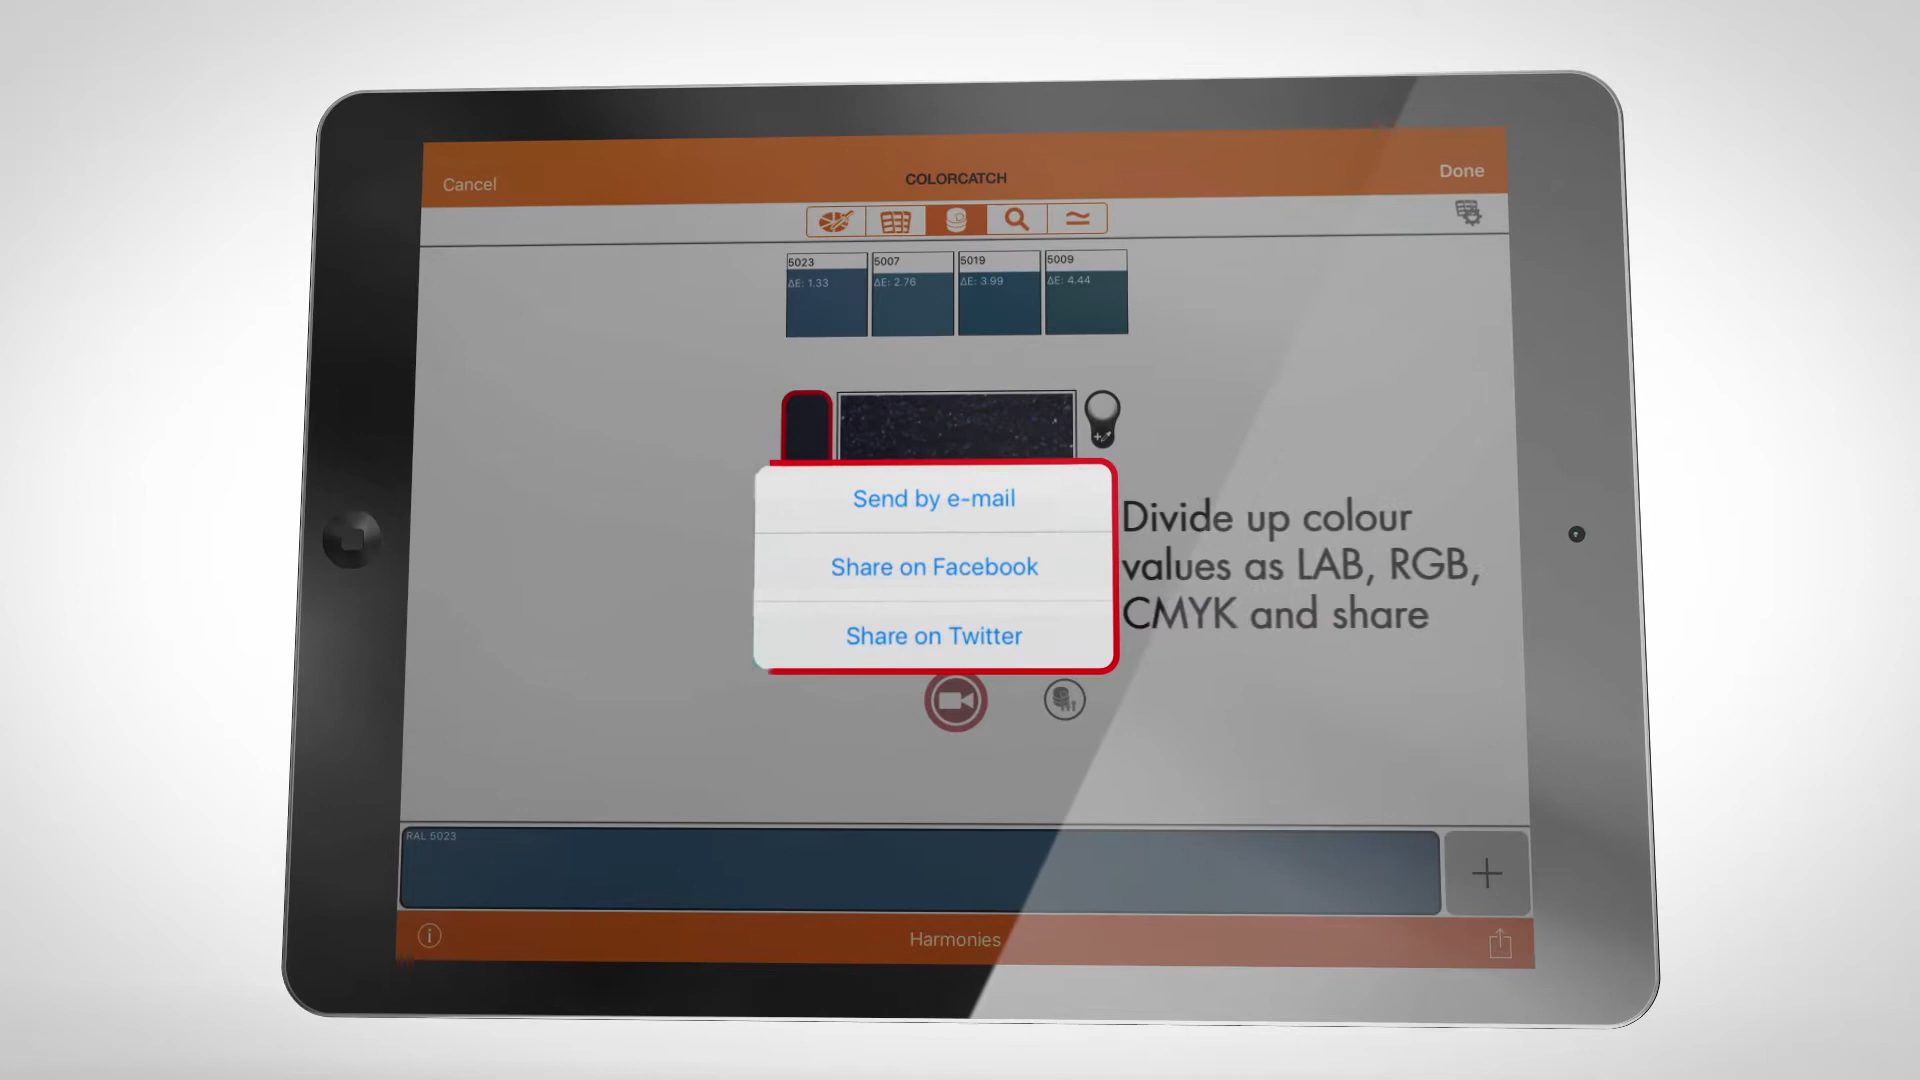 Cancel
COLORCATCH
Done
5023
5007
5019
5009
ΔE: 1.33
ΔE: 2.76
ΔE: 3.99
ΔE: 4.44
Send by e-mail
Share on Facebook
Share on Twitter
Divide up colour
values as LAB, RGB,
CMYK and share
RAL 5023
Harmonies